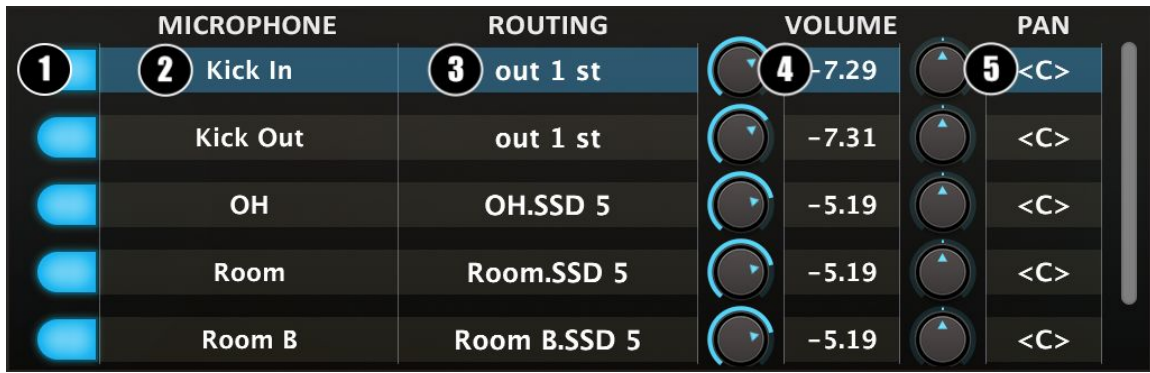 MICROPHONE ROUTING VOLUME PAN
1 2 Kick In 3 out 1 st 4 -7.29 5 <C>
Kick Out out 1 st -7.31 <C>
OH OH.SSD 5 -5.19 <C>
Room Room.SSD 5 -5.19 <C>
Room B Room B.SSD 5 -5.19 <C>